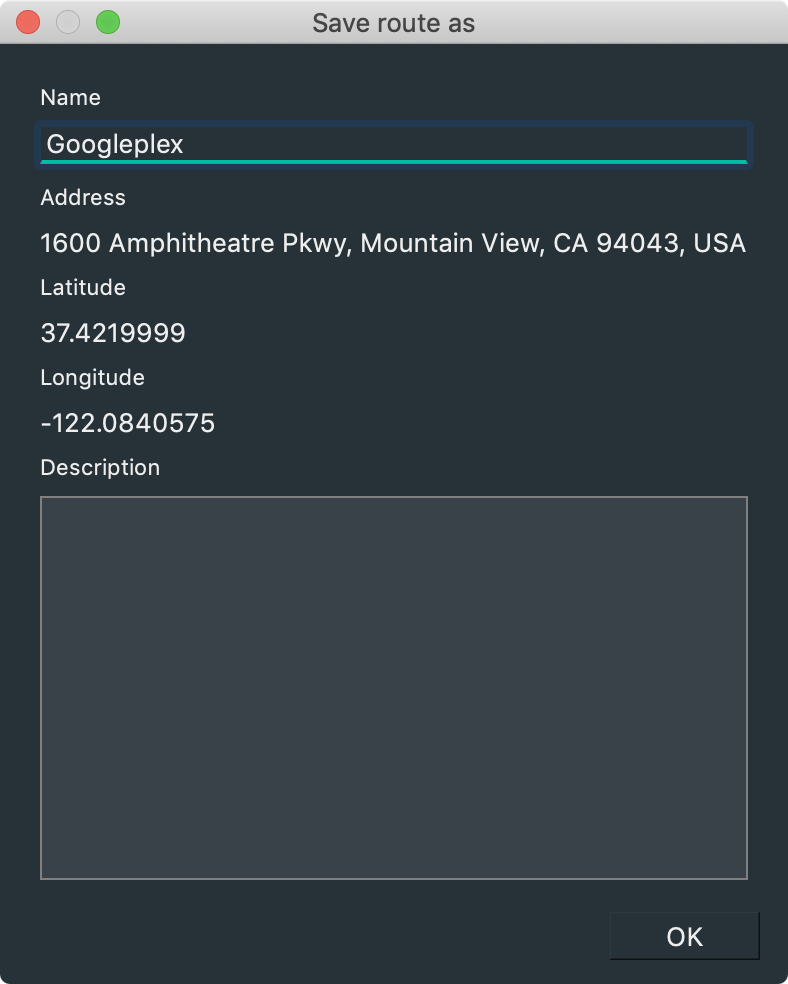 Save route as
Name
Googleplex
Address
1600 Amphitheatre Pkwy, Mountain View, CA 94043, USA
Latitude
37.4219999
Longitude
-122.0840575
Description
OK